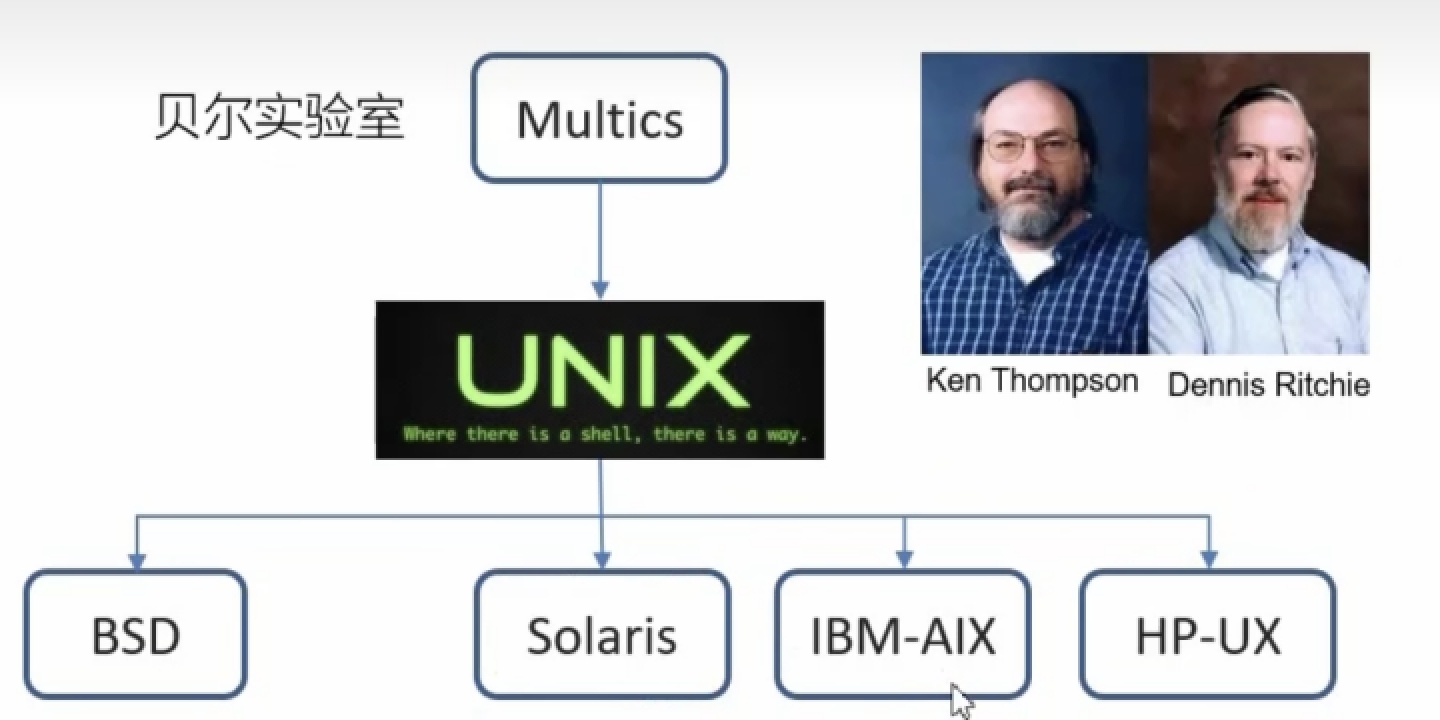 贝尔实验室
Multics
UNIX
Where there is a shell, there is a way.
Ken Thompson
Dennis Ritchie
BSD
Solaris
IBM-AIX
HP-UX